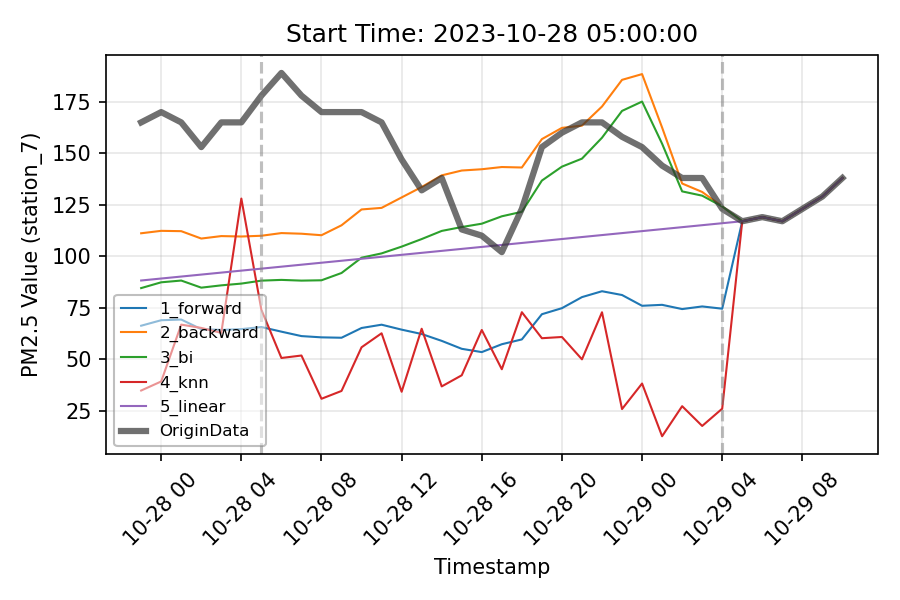 Start Time: 2023-10-28 05:00:00
PM2.5 Value (station_7)
175
150
125
100
75
50
25
1_forward
2_backward
3_bi
4_knn
5_linear
OriginData
10-28 00
10-28 04
10-28 08
10-28 12
10-28 16
10-28 20
10-29 00
10-29 04
10-29 08
Timestamp